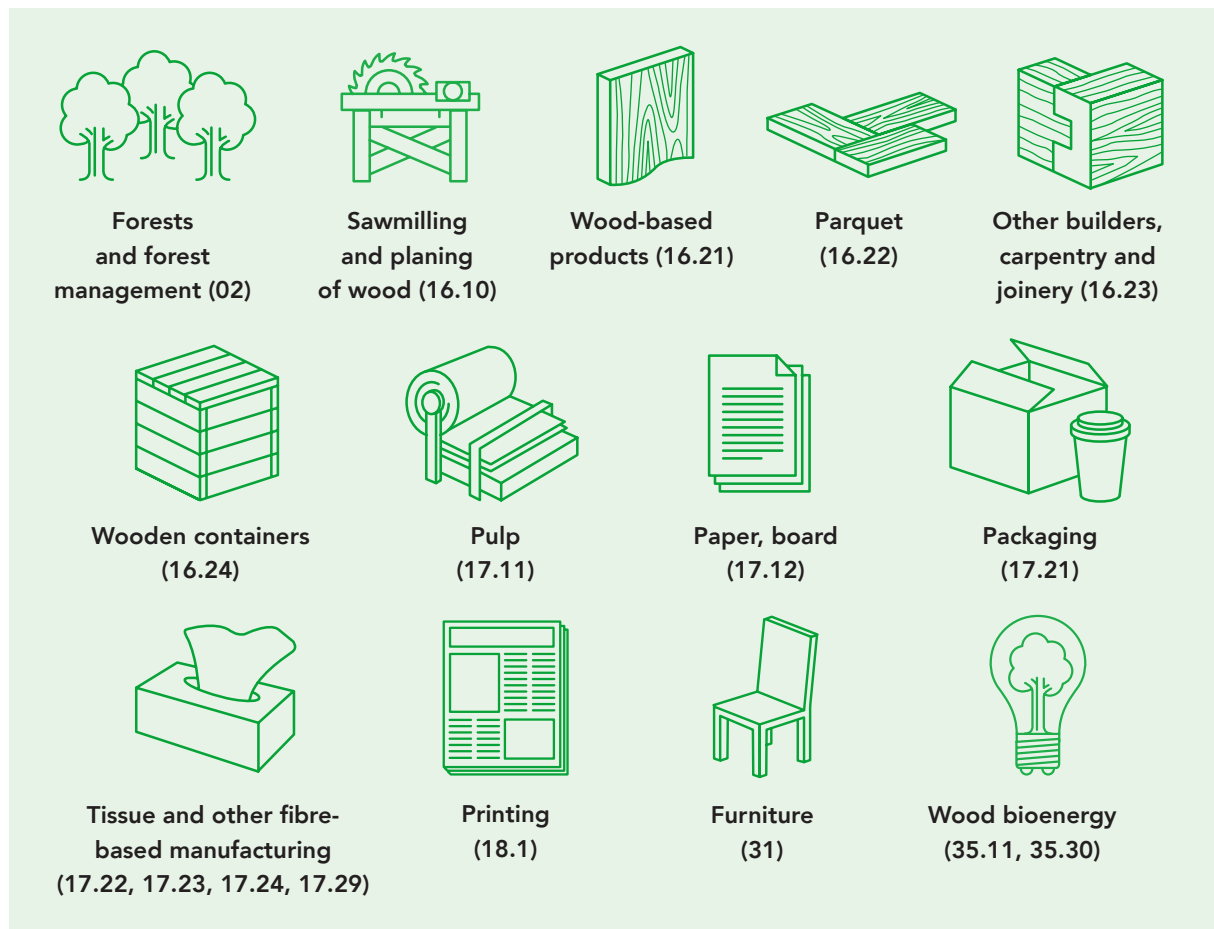 Forests
and forest
management (02)
Sawmilling
and planing
of wood (16.10)
Wood-based
products (16.21)
Parquet
(16.22)
Other builders,
carpentry and
joinery (16.23)
Wooden containers
(16.24)
Pulp
(17.11)
Paper, board
(17.12)
Packaging
(17.21)
Tissue and other fibre-
based manufacturing
(17.22, 17.23, 17.24, 17.29)
Printing
(18.1)
Furniture
(31)
Wood bioenergy
(35.11, 35.30)